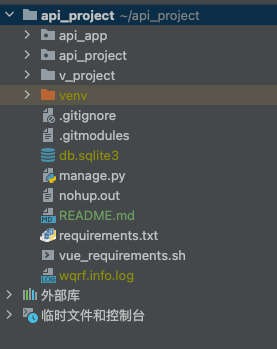 api_project ~/api_project
api_app
api_project
v_project
venv
.gitignore
.gitmodules
db.sqlite3
manage.py
nohup.out
README.md
requirements.txt
vue_requirements.sh
wqrf.info.log
外部库
临时文件和控制台